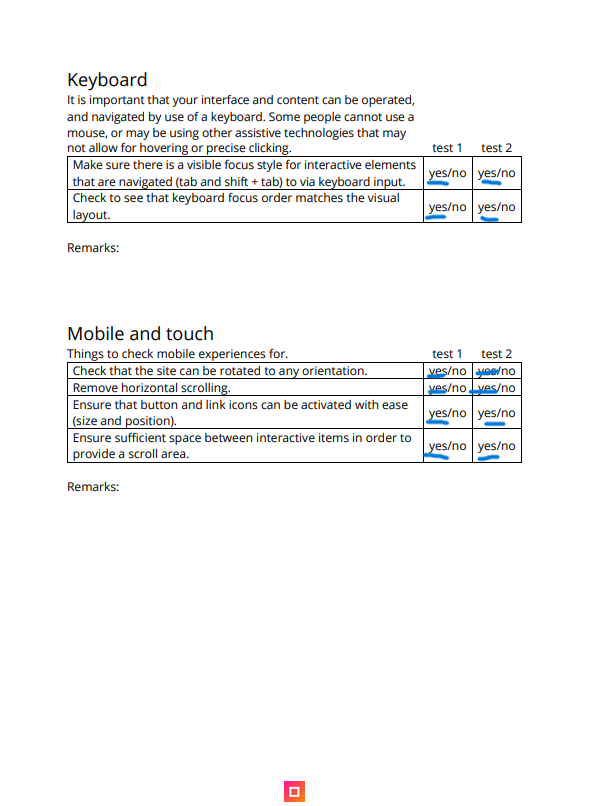 Keyboard
It is important that your interface and content can be operated,
and navigated by use of a keyboard. Some people cannot use a
mouse, or may be using other assistive technologies that may
not allow for hovering or precise clicking. test 1 test 2
Make sure there is a visible focus style for interactive elements
that are navigated (tab and shift + tab) to via keyboard input. yes/no yes/no
Check to see that keyboard focus order matches the visual
layout. yes/no yes/no
Remarks:
Mobile and touch
Things to check mobile experiences for. test 1 test 2
Check that the site can be rotated to any orientation. yes/no yes/no
Remove horizontal scrolling. yes/no yes/no
Ensure that button and link icons can be activated with ease
(size and position). yes/no yes/no
Ensure sufficient space between interactive items in order to
provide a scroll area. yes/no yes/no
Remarks: